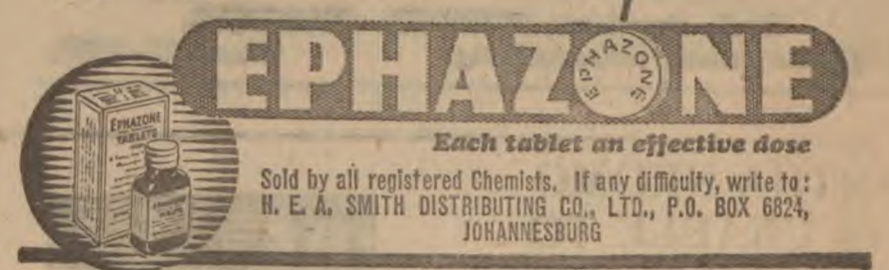 EPHAZONE
EPHAZONE
EPHAZONE
TABLETS
Each tablet an effective dose
Sold by all registered Chemists. If any difficulty, write to:
H. E. A. SMITH DISTRIBUTING CO., LTD., P.O. BOX 6824,
JOHANNESBURG